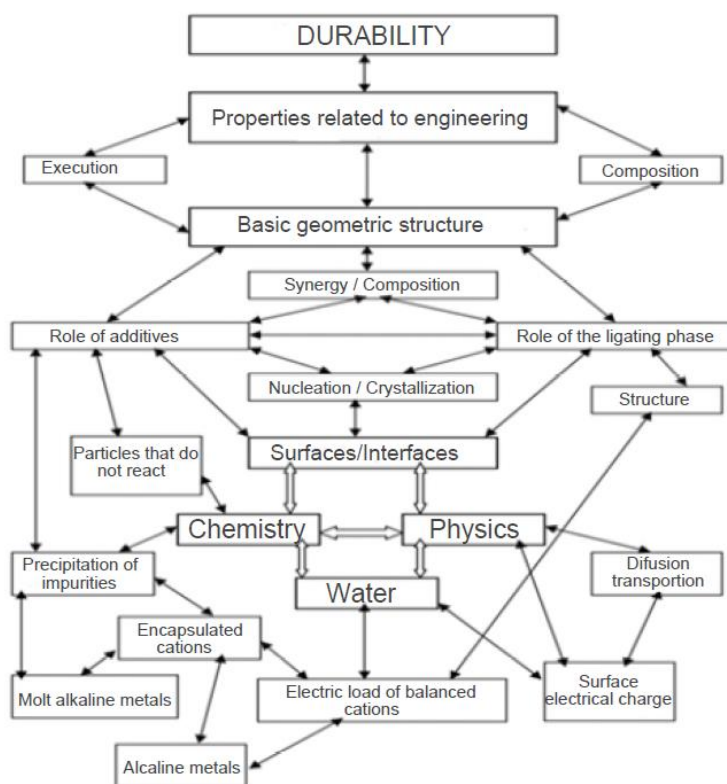 DURABILITY
Properties related to engineering
Execution
Composition
Basic geometric structure
Synergy / Composition
Role of additives
Role of the ligating phase
Nucleation / Crystallization
Structure
Particles that do
not react
Surfaces/Interfaces
Chemistry
Physics
Precipitation of
impurities
Difusion
transportion
Water
Encapsulated
cations
Molt alkaline metals
Electric load of balanced
cations
Surface
electrical charge
Alcaline metals